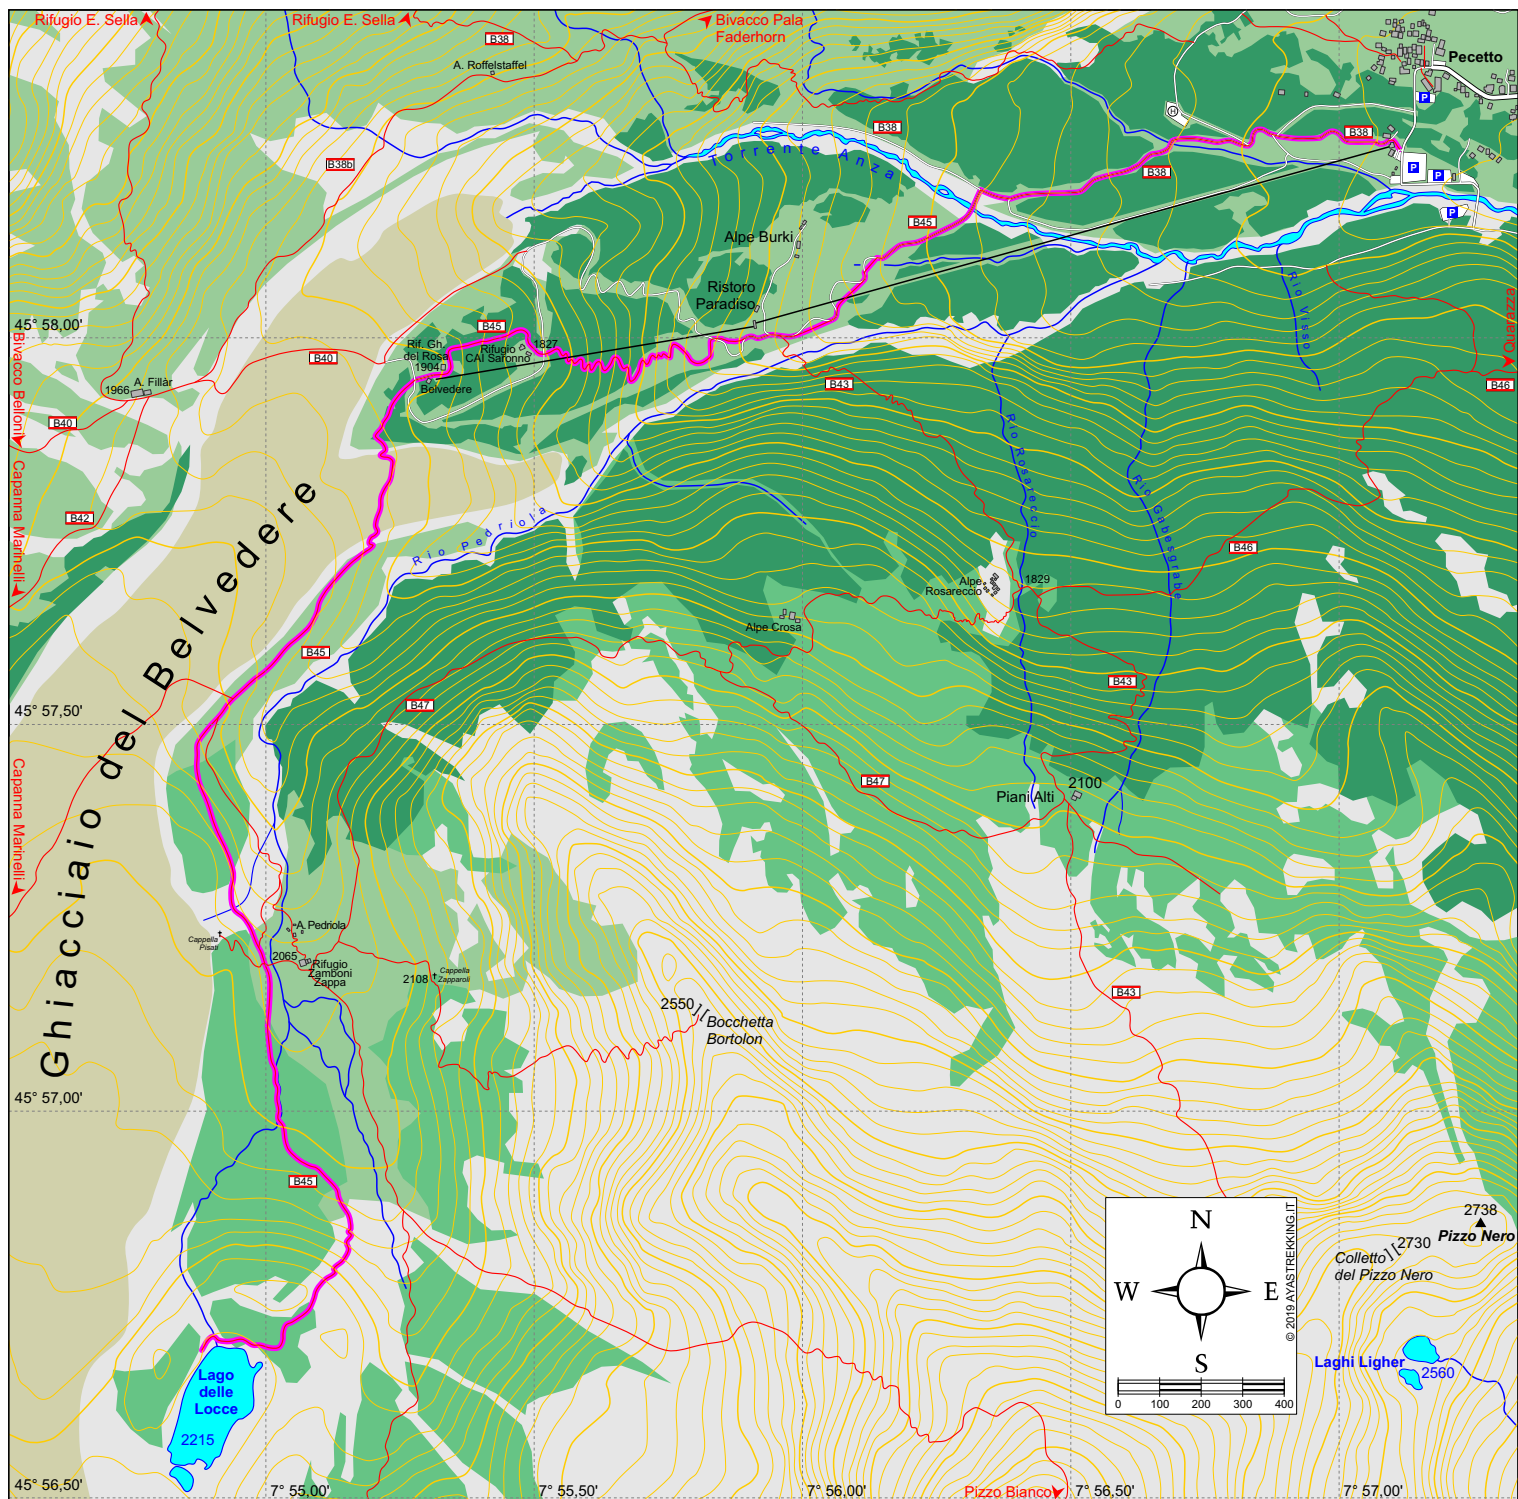 Rifugio E. Sella
Rifugio E. Sella
Bivacco Pala
Faderhorn
B38
A. Roffelstaffel
Pecetto
P
H
B38
B38
B38b
Torrente Anza
B38
P
P
P
B45
Alpe Burki
Ristoro
Paradiso
Rio Visso
Quarazza
45° 58,00'
B45
Rif. Gh.
del Rosa
1904
Rifugio
CAI Saronno
1827
Belvedere
B40
Bivacco Belloni
1966
A. Fillàr
B43
B46
B40
Rio Rosareccio
Rio Gabesgrabe
Capanna Marinelli
B42
Rio Pedriola
B46
Ghiacciaio del Belvedere
Alpe
Rosareccio
1829
Alpe Crosa
B45
B43
45° 57,50'
B47
B47
Piani Alti
2100
Capanna Marinelli
Cappella
Pisati
A. Pedriola
2065
Rifugio
Zamboni
Zappa
2108
Cappella
Zapparoli
2550
Bocchetta
Bortolon
B43
45° 57,00'
B45
N
W
E
S
0
100
200
300
400
© 2019 AYASTREKKING.IT
2738
Pizzo Nero
2730
Colletto
del Pizzo Nero
Laghi Ligher
2560
Lago
delle
Locce
2215
45° 56,50'
7° 55,00'
7° 55,50'
7° 56,00'
Pizzo Bianco
7° 56,50'
7° 57,00'